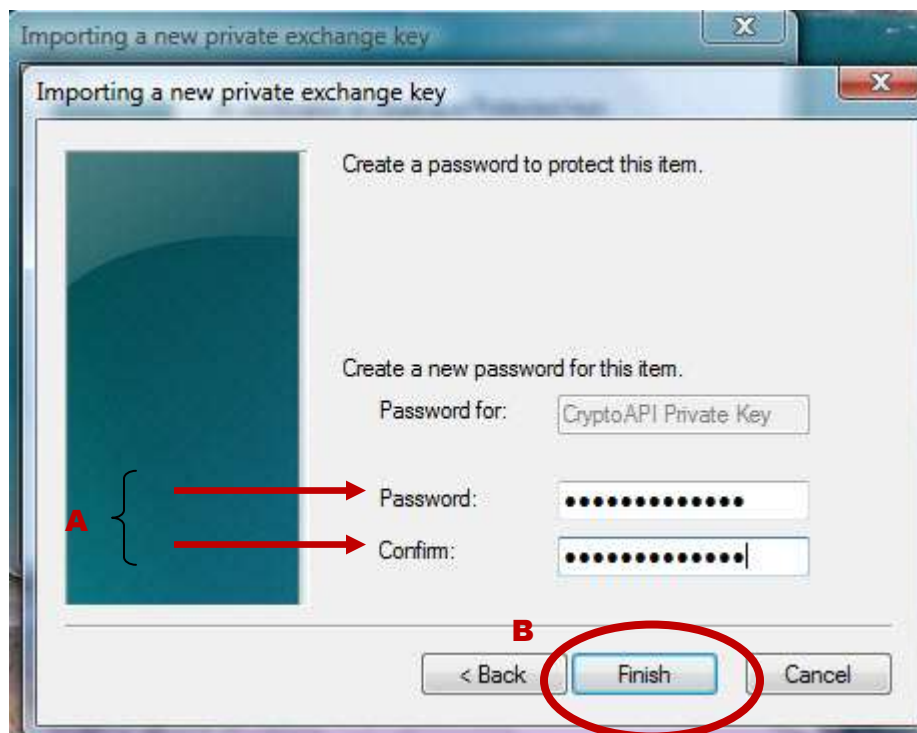 Importing a new private exchange key
Importing a new private exchange key
Create a password to protect this item.
Create a new password for this item.
Password for: CryptoAPI Private Key
A
Password: •••••••••••••
Confirm: •••••••••••••
B
< Back Finish Cancel